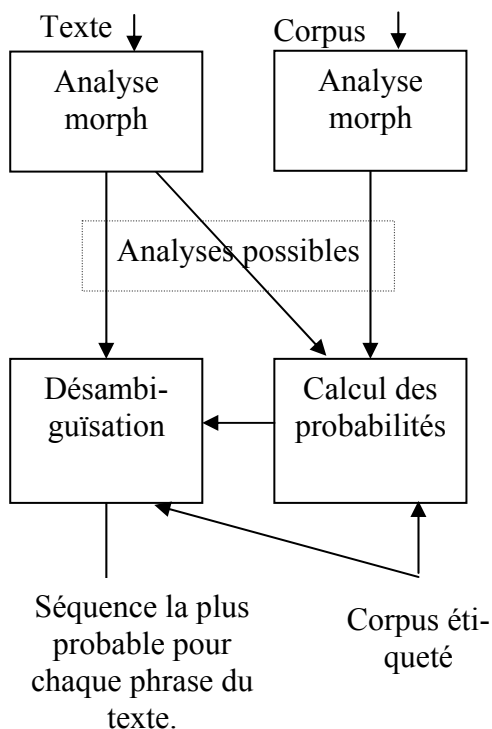 Texte
Corpus
Analyse
morph
Analyse
morph
Analyses possibles
Désambi-
guïsation
Calcul des
probabilités
Séquence la plus
probable pour
chaque phrase du
texte.
Corpus éti-
queté